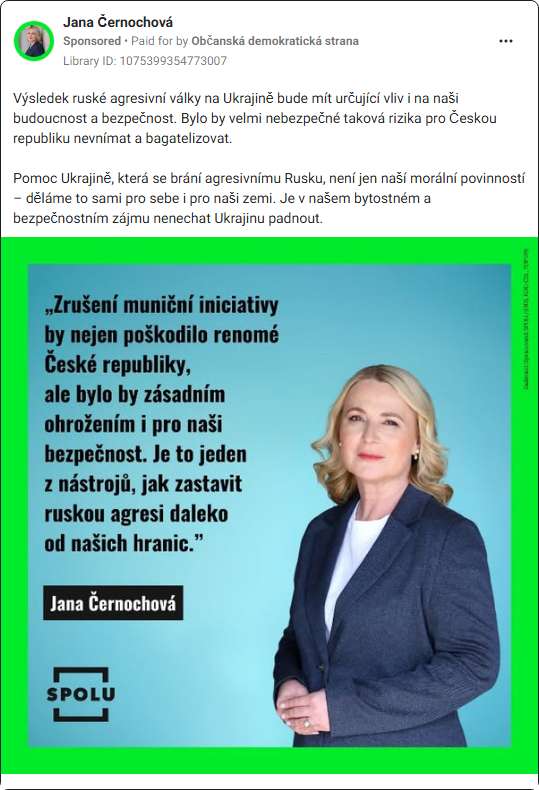 Jana Černochová
Sponsored • Paid for by Občanská demokratická strana
Library ID: 1075399354773007
Výsledek ruské agresivní války na Ukrajině bude mít určující vliv i na naši
budoucnost a bezpečnost. Bylo by velmi nebezpečné taková rizika pro Českou
republiku nevnímat a bagatelizovat.
Pomoc Ukrajině, která se brání agresivnímu Rusku, není jen naší morální povinností
– děláme to sami pro sebe i pro naši zemi. Je v našem bytostném a
bezpečnostním zájmu nenechat Ukrajinu padnout.
„Zrušení muniční iniciativy
by nejen poškodilo renomé
České republiky,
ale bylo by zásadním
ohrožením i pro naši
bezpečnost. Je to jeden
z nástrojů, jak zastavit
ruskou agresi daleko
od našich hranic.”
Jana Černochová
SPOLU